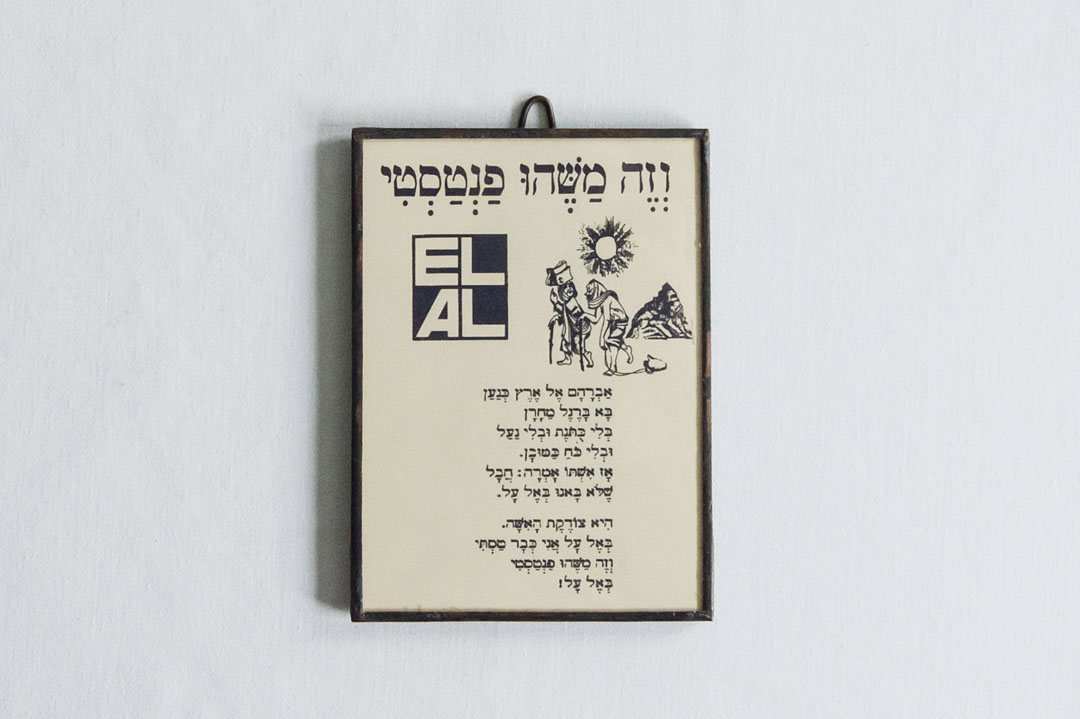 וְזֶה מַשֶּׁהוּ פַנְטַסְטִי
EL
AL
אַבְרָהָם אֶל אֶרֶץ כְּנַעַן
בָּא בָּרֶגֶל מֵחָרָן
בְּלִי כֻּתֹּנֶת וּבְלִי נַעַל
וּבְלִי כֹּחַ כַּמּוּבָן.
אָז אִשְׁתּוֹ אָמְרָה: חֲבָל
שֶׁלֹּא בָּאנוּ בְּאֶל עָל.
הִיא צוֹדֶקֶת הָאִשָּׁה.
בְּאֶל עָל אֲנִי כְּבָר טַסְתִּי
וְזֶה מַשֶּׁהוּ פַנְטַסְטִי
בְּאֶל עָל!